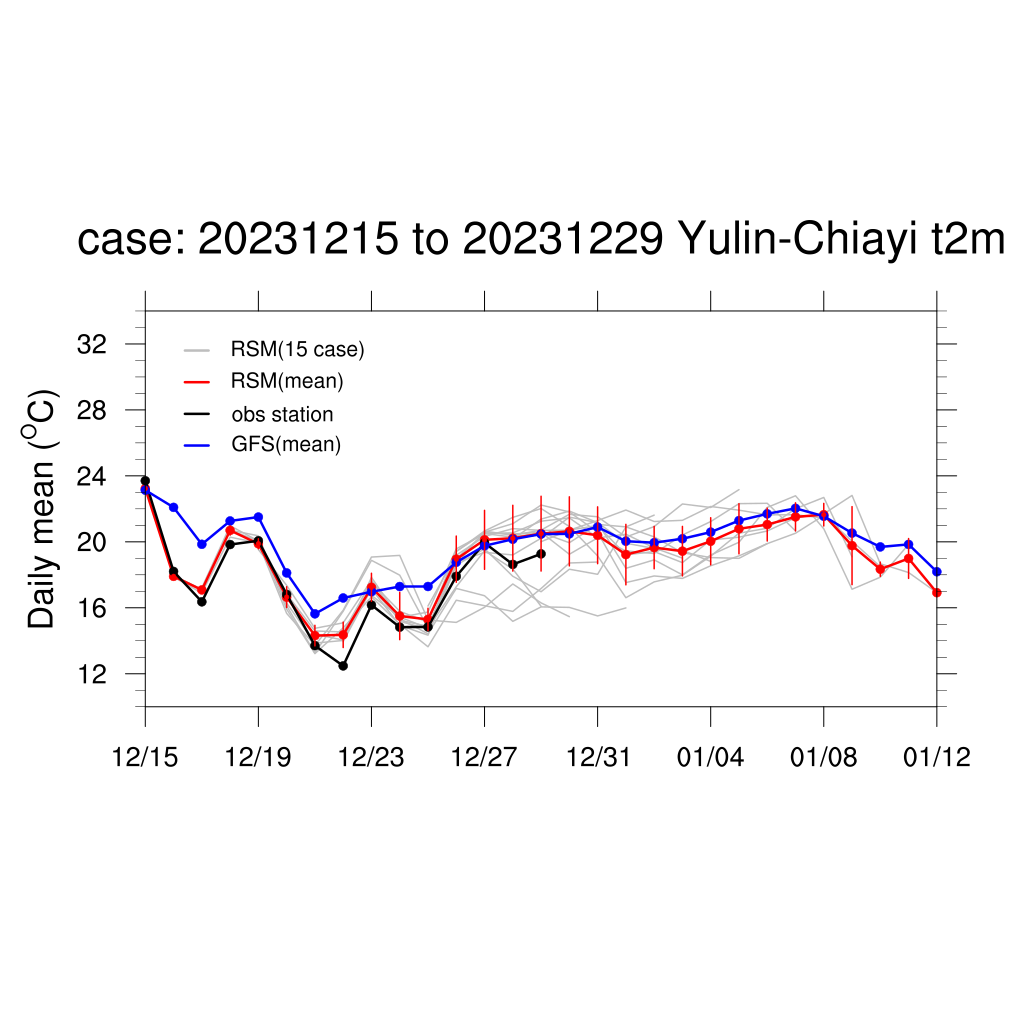 case: 20231215 to 20231229 Yulin-Chiayi t2m
Daily mean (°C)
32
28
24
20
16
12
RSM(15 case)
RSM(mean)
obs station
GFS(mean)
12/15 12/19 12/23 12/27 12/31 01/04 01/08 01/12